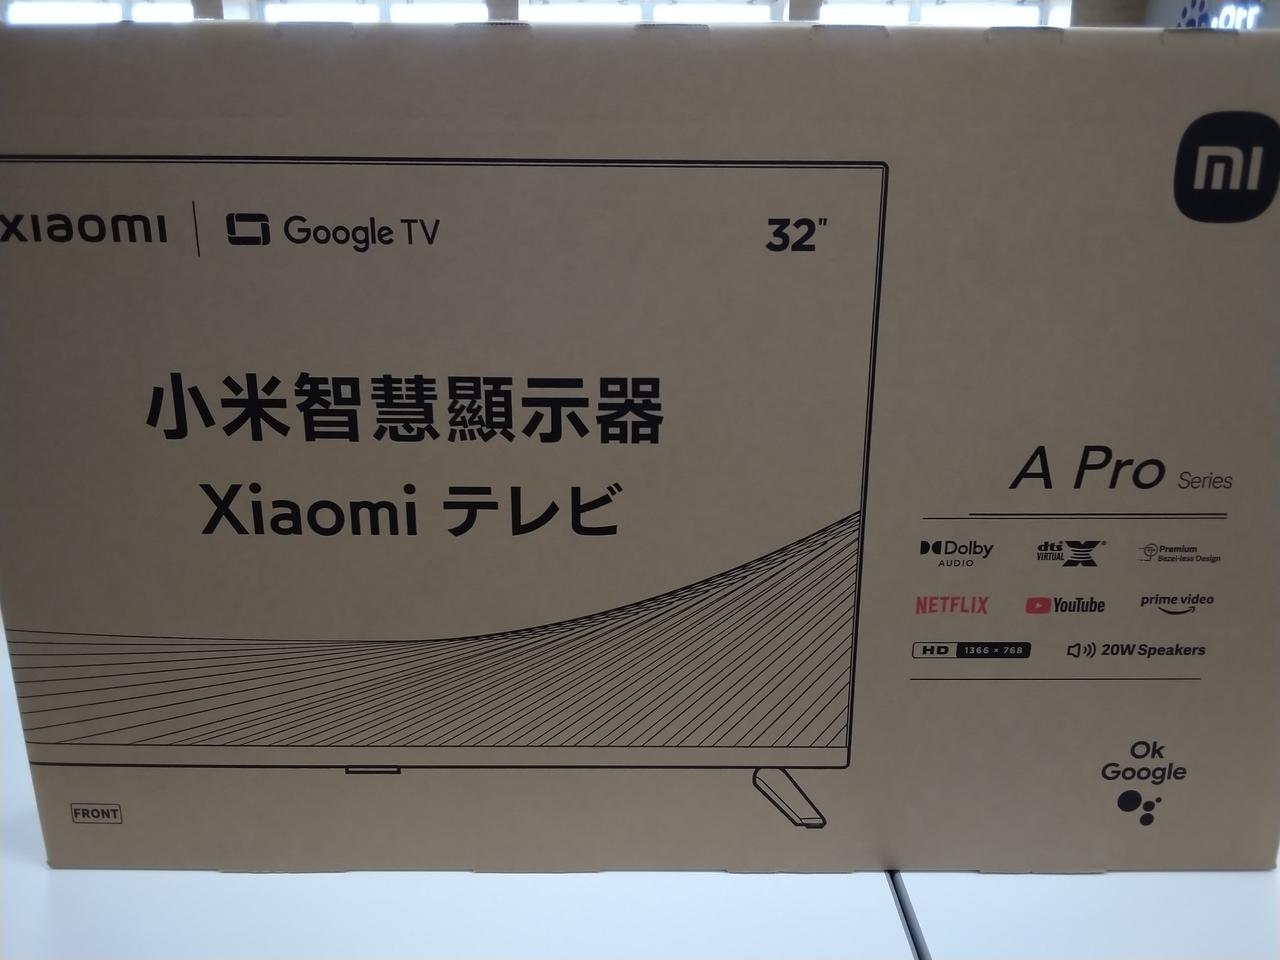 xiaomi | Google TV
32"
小米智慧顯示器
Xiaomi テレビ
FRONT
mi
A Pro Series
Dolby AUDIO
dts VIRTUAL X®
Premium Bezel-less Design
NETFLIX
YouTube
prime video
HD 1366 × 768
20W Speakers
Ok
Google